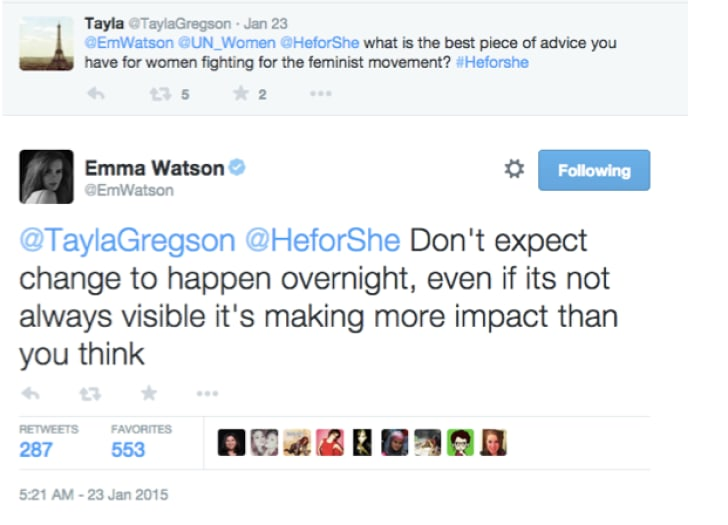 Tayla @TaylaGregson · Jan 23
@EmWatson @UN_Women @HeforShe what is the best piece of advice you
have for women fighting for the feminist movement? #Heforshe
5 2
Emma Watson
@EmWatson
Following
@TaylaGregson @HeforShe Don't expect
change to happen overnight, even if its not
always visible it's making more impact than
you think
RETWEETS FAVORITES
287 553
5:21 AM - 23 Jan 2015